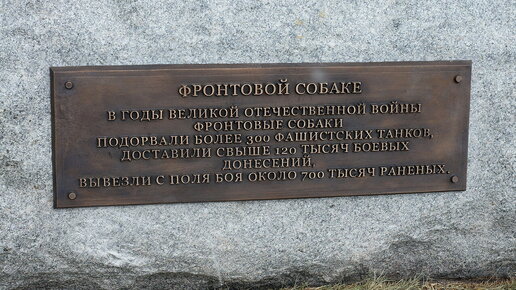 ФРОНТОВОЙ СОБАКЕ
В ГОДЫ ВЕЛИКОЙ ОТЕЧЕСТВЕННОЙ ВОЙНЫ
ФРОНТОВЫЕ СОБАКИ
ПОДОРВАЛИ БОЛЕЕ 300 ФАШИСТСКИХ ТАНКОВ,
ДОСТАВИЛИ СВЫШЕ 120 ТЫСЯЧ БОЕВЫХ
ДОНЕСЕНИЙ,
ВЫВЕЗЛИ С ПОЛЯ БОЯ ОКОЛО 700 ТЫСЯЧ РАНЕНЫХ.